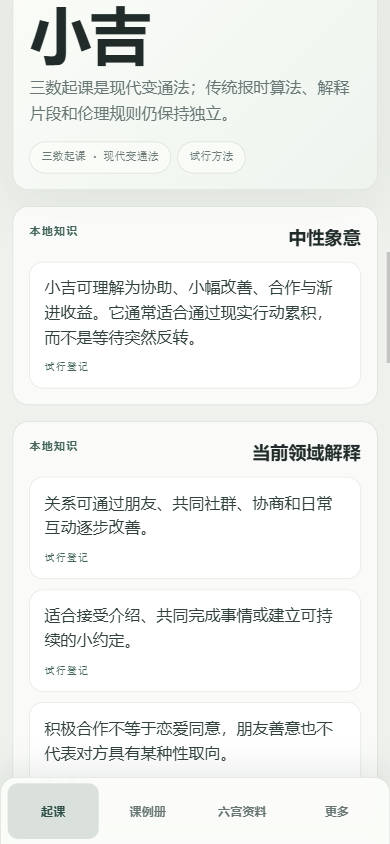 小吉
三数起课是现代变通法；传统报时算法、解释
片段和伦理规则仍保持独立。
三数起课 · 现代变通法
试行方法
本地知识
中性象意
小吉可理解为协助、小幅改善、合作与渐
进收益。它通常适合通过现实行动累积，
而不是等待突然反转。
试行登记
本地知识
当前领域解释
关系可通过朋友、共同社群、协商和日常
互动逐步改善。
试行登记
适合接受介绍、共同完成事情或建立可持
续的小约定。
试行登记
积极合作不等于恋爱同意，朋友善意也不
代表对方具有某种性取向。
起课
课例册
六宫资料
更多